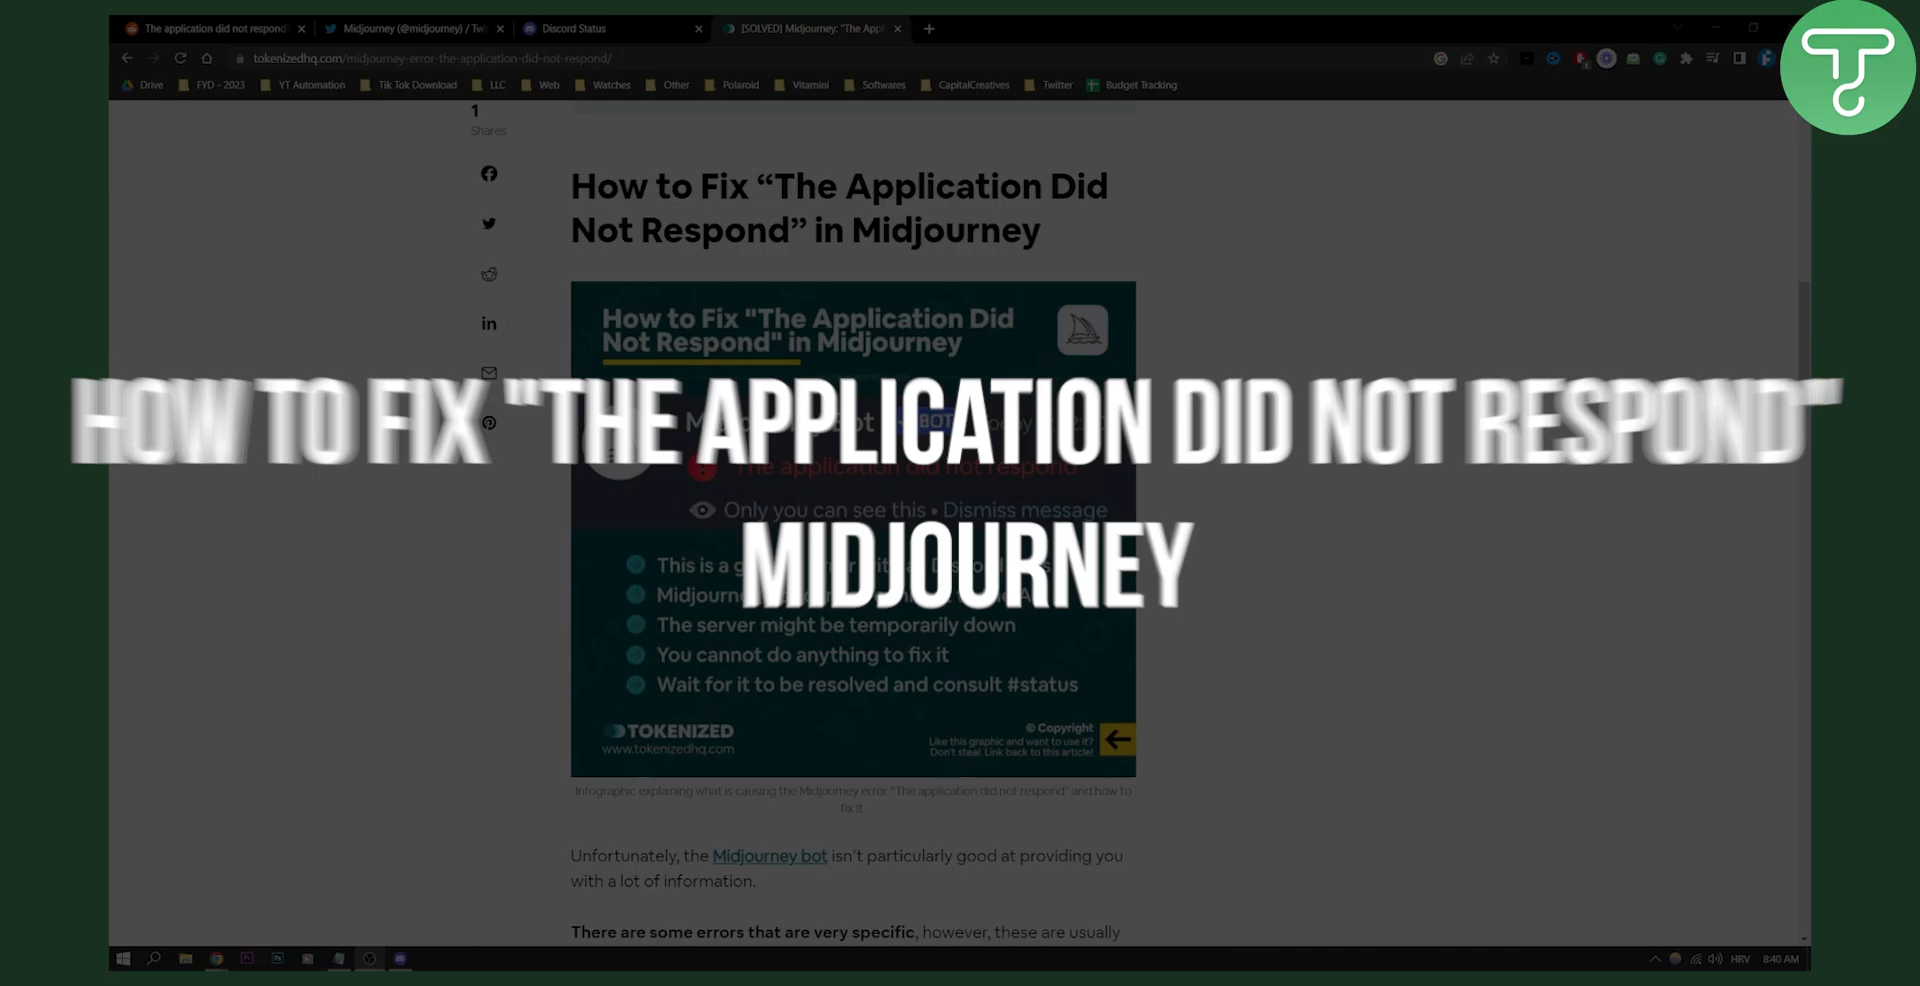 The application did not respond
Midjourney (@midjourney) / Twi
Discord Status
[SOLVED] Midjourney: "The Appl
tokenizedhq.com/midjourney-error-the-application-did-not-respond/
Drive
FYD - 2023
YT Automation
Tik Tok Download
LLC
Web
Watches
Other
Polaroid
Vitamini
Softwares
CapitalCreatives
Twitter
Budget Tracking
1
Shares
How to Fix “The Application Did
Not Respond” in Midjourney
How to Fix "The Application Did
Not Respond" in Midjourney
HOW TO FIX "THE APPLICATION DID NOT RESPOND"
MIDJOURNEY
BOT
The application did not respond
Only you can see this • Dismiss message
This is a
Midjourn
The server might be temporarily down
You cannot do anything to fix it
Wait for it to be resolved and consult #status
TOKENIZED
www.tokenizedhq.com
© Copyright
Like this graphic and want to use it?
Don't steal. Link back to this article!
Infographic explaining what is causing the Midjourney error “The application did not respond” and how to
fix it.
Unfortunately, the Midjourney bot isn’t particularly good at providing you
with a lot of information.
There are some errors that are very specific, however, these are usually
HRV
8:40 AM